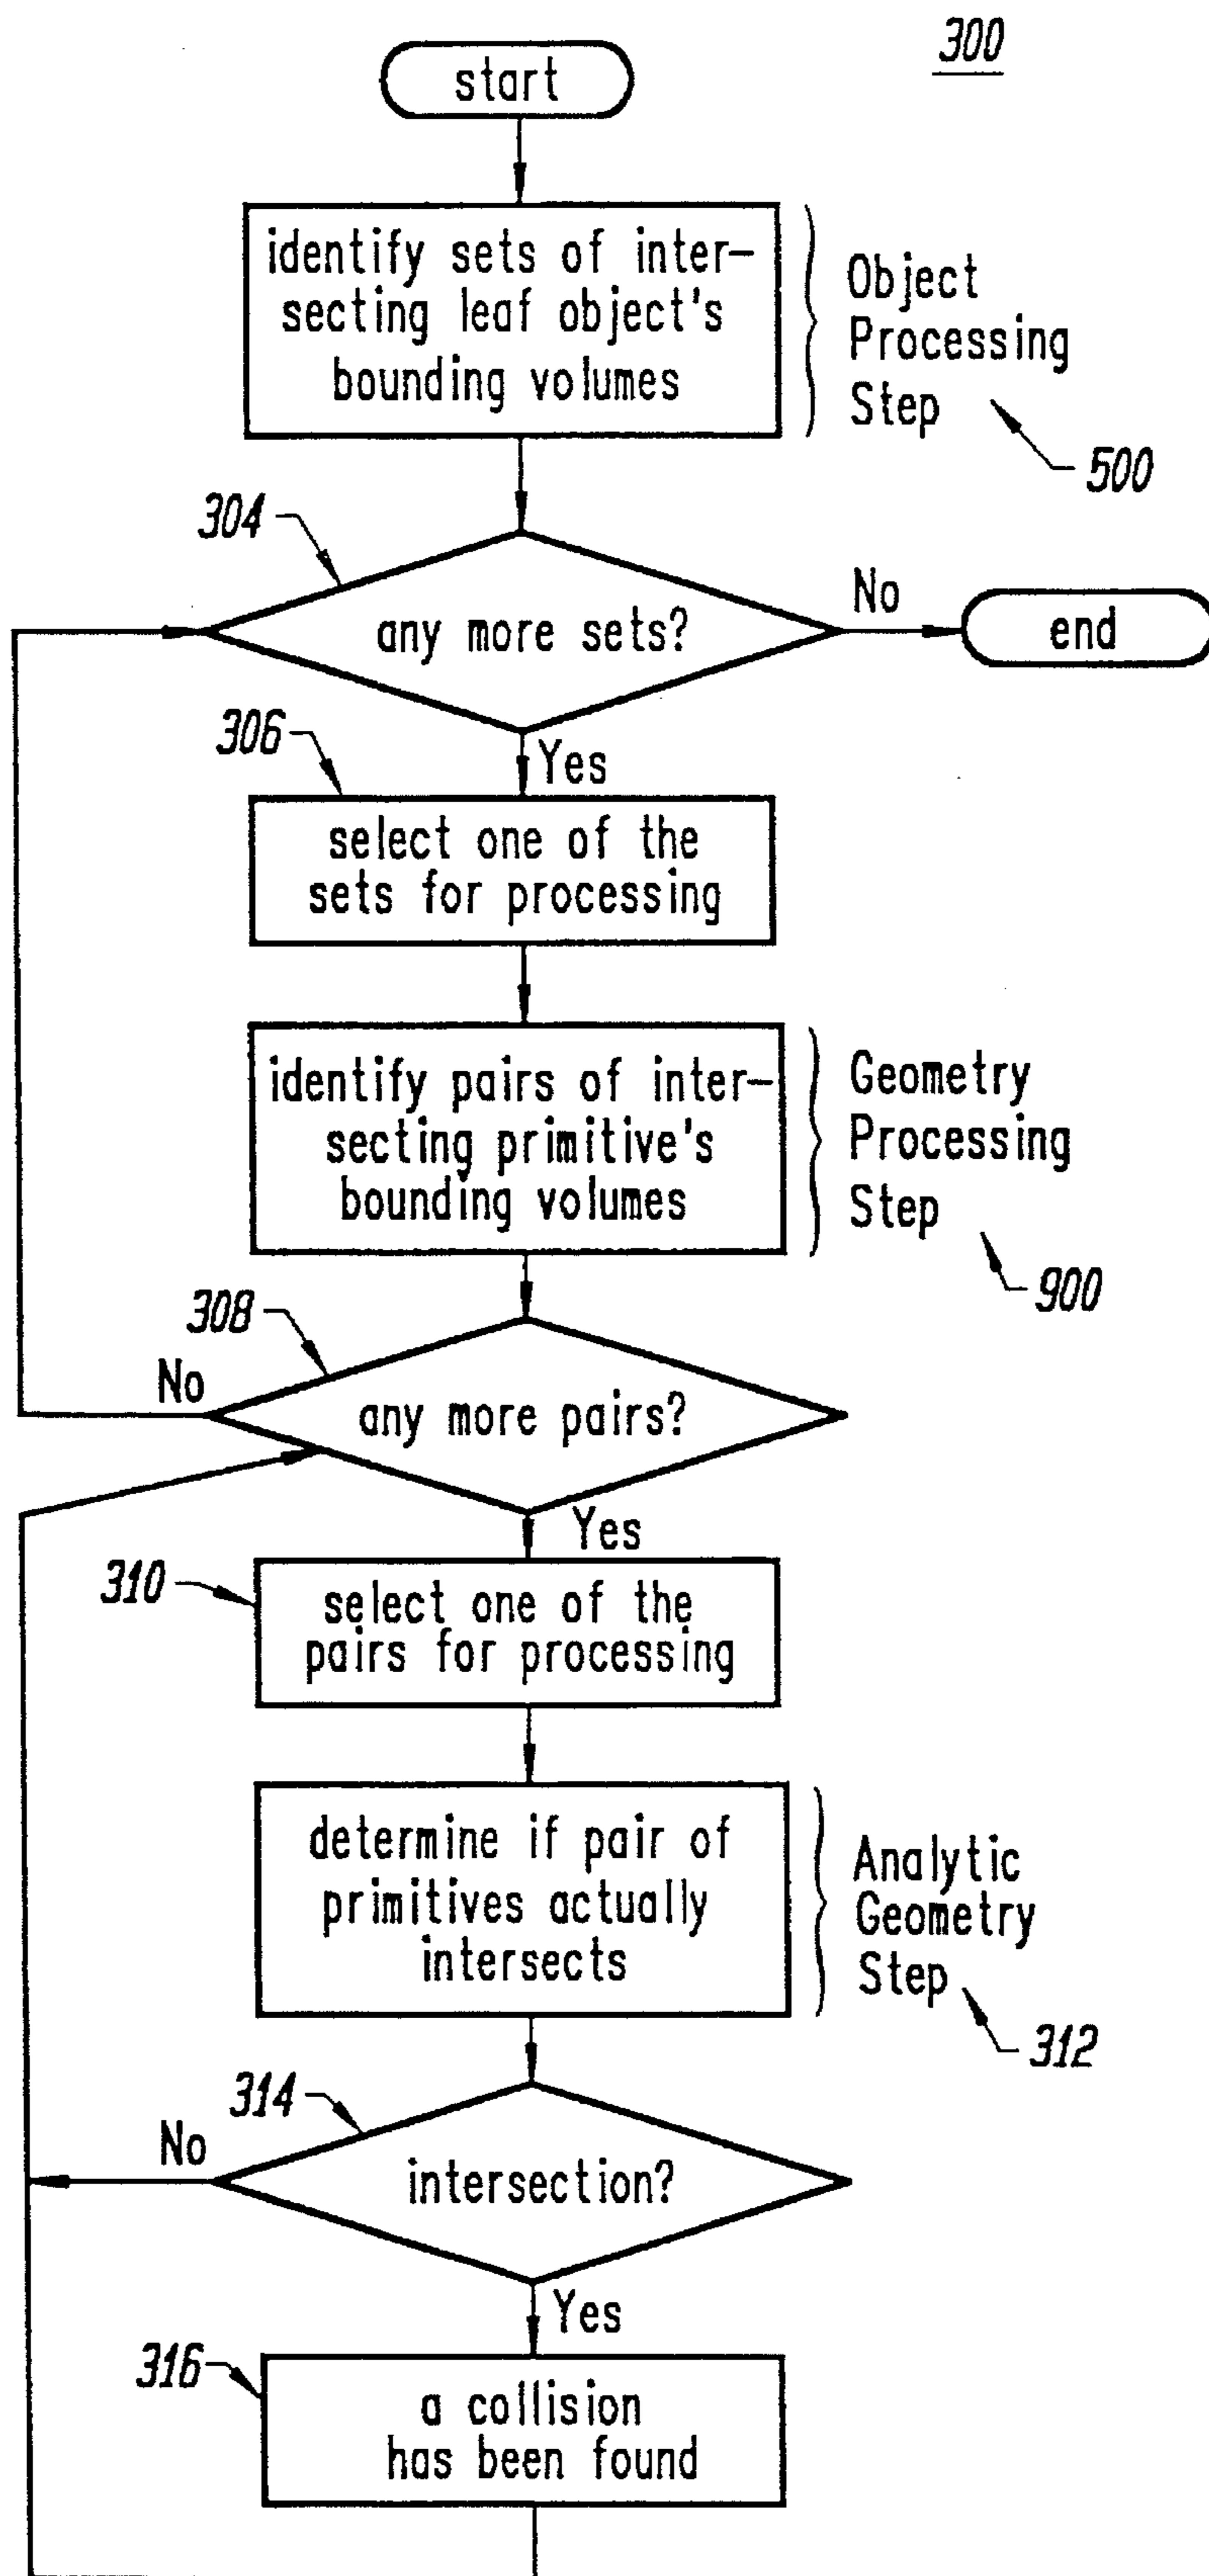 300
start
identify sets of inter-
secting leaf object's
bounding volumes
Object
Processing
Step
500
304
any more sets?
No
end
306
Yes
select one of the
sets for processing
identify pairs of inter-
secting primitive's
bounding volumes
Geometry
Processing
Step
900
308
No
any more pairs?
Yes
310
select one of the
pairs for processing
determine if pair of
primitives actually
intersects
Analytic
Geometry
Step
312
314
No
intersection?
Yes
316
a collision
has been found